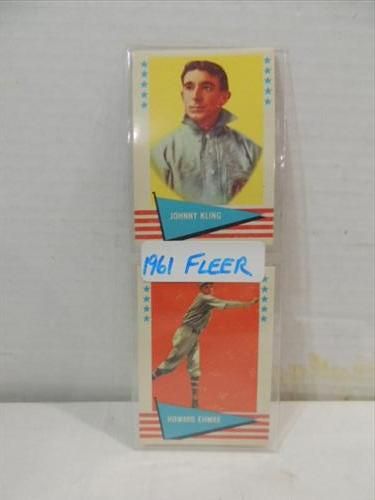 JOHNNY KLING
1961 FLEER
HOWARD EHMKE